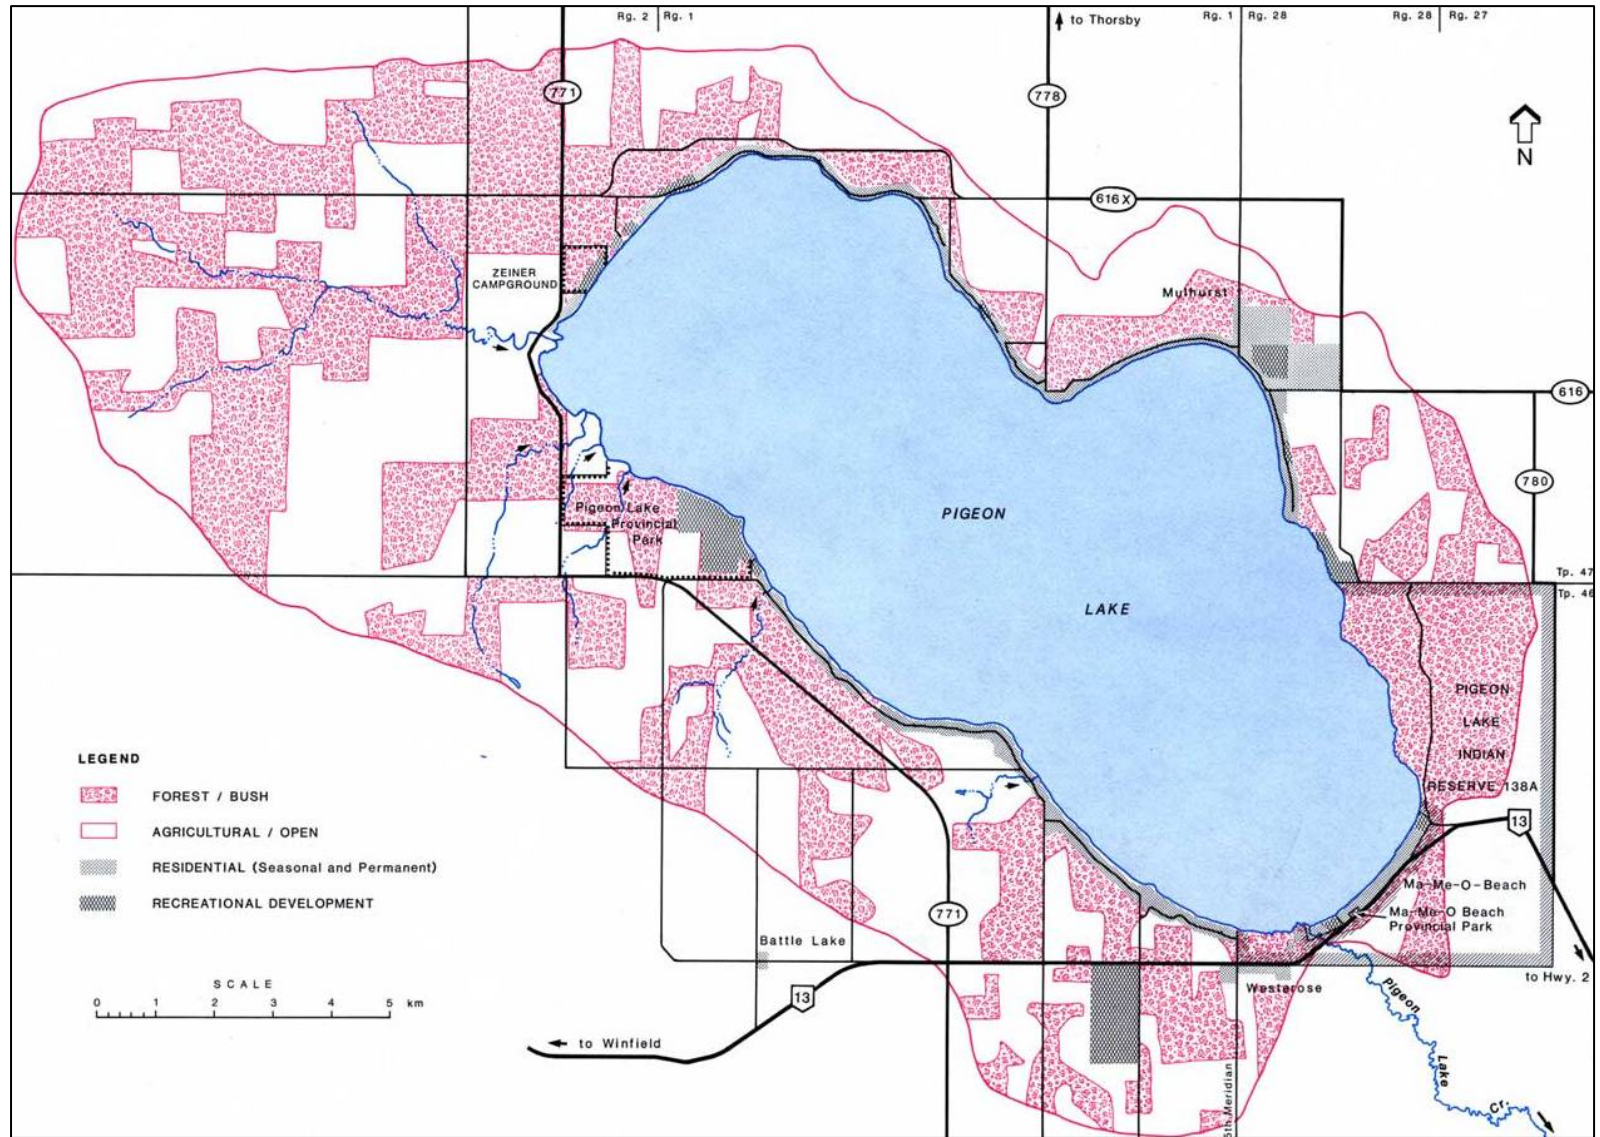 Rg. 2 Rg. 1
to Thorsby
Rg. 1 Rg. 28
Rg. 28 Rg. 27
771
778
N
616X
ZEINER
CAMPGROUND
Mulhurst
616
780
PIGEON
LAKE
Pigeon Lake
Provincial
Park
Tp. 47
Tp. 46
PIGEON
LAKE
INDIAN
RESERVE 138A
13
LEGEND
FOREST / BUSH
AGRICULTURAL / OPEN
RESIDENTIAL (Seasonal and Permanent)
RECREATIONAL DEVELOPMENT
Ma-Me-O-Beach
Ma-Me-O Beach
Provincial Park
771
Battle Lake
to Hwy. 2
Westerose
SCALE
0 1 2 3 4 5 km
13
to Winfield
5th Meridian
Pigeon
Lake
Cr.